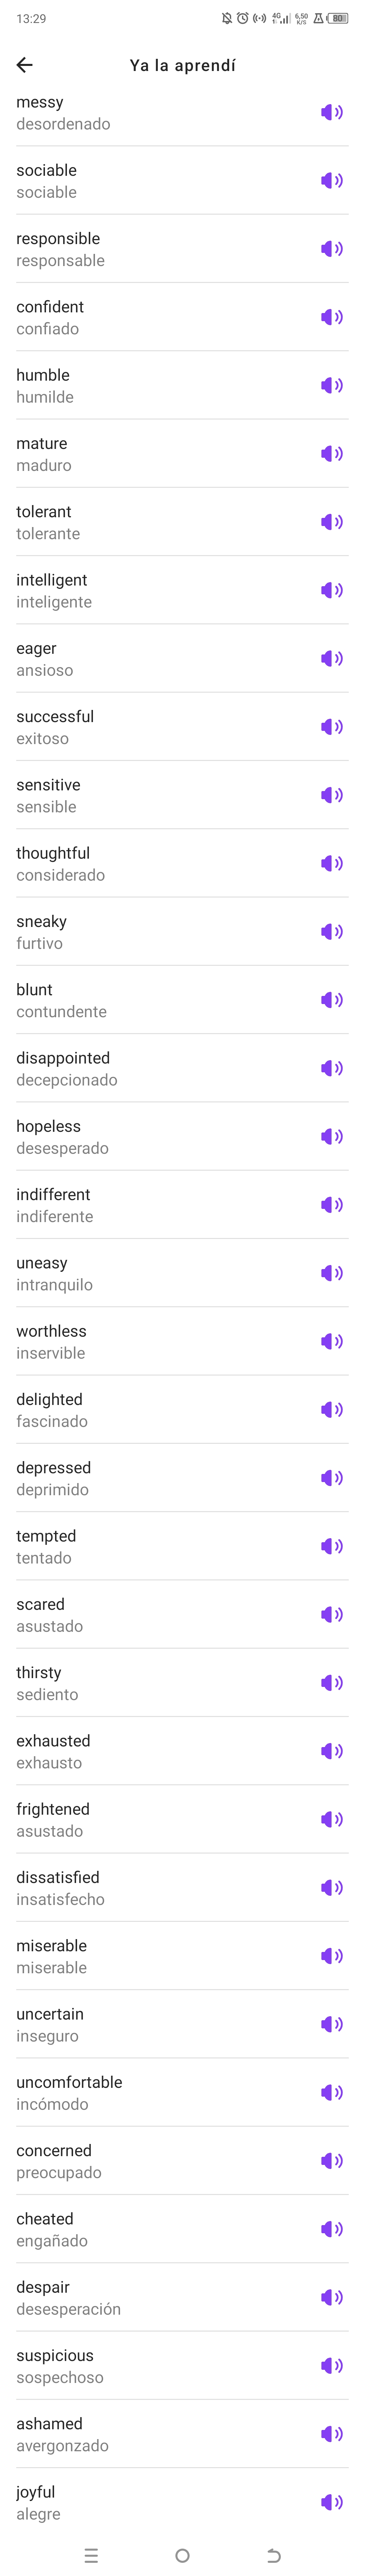 13:29
4G
6,50
K/S
80
Ya la aprendí
messy
desordenado
sociable
sociable
responsible
responsable
confident
confiado
humble
humilde
mature
maduro
tolerant
tolerante
intelligent
inteligente
eager
ansioso
successful
exitoso
sensitive
sensible
thoughtful
considerado
sneaky
furtivo
blunt
contundente
disappointed
decepcionado
hopeless
desesperado
indifferent
indiferente
uneasy
intranquilo
worthless
inservible
delighted
fascinado
depressed
deprimido
tempted
tentado
scared
asustado
thirsty
sediento
exhausted
exhausto
frightened
asustado
dissatisfied
insatisfecho
miserable
miserable
uncertain
inseguro
uncomfortable
incómodo
concerned
preocupado
cheated
engañado
despair
desesperación
suspicious
sospechoso
ashamed
avergonzado
joyful
alegre